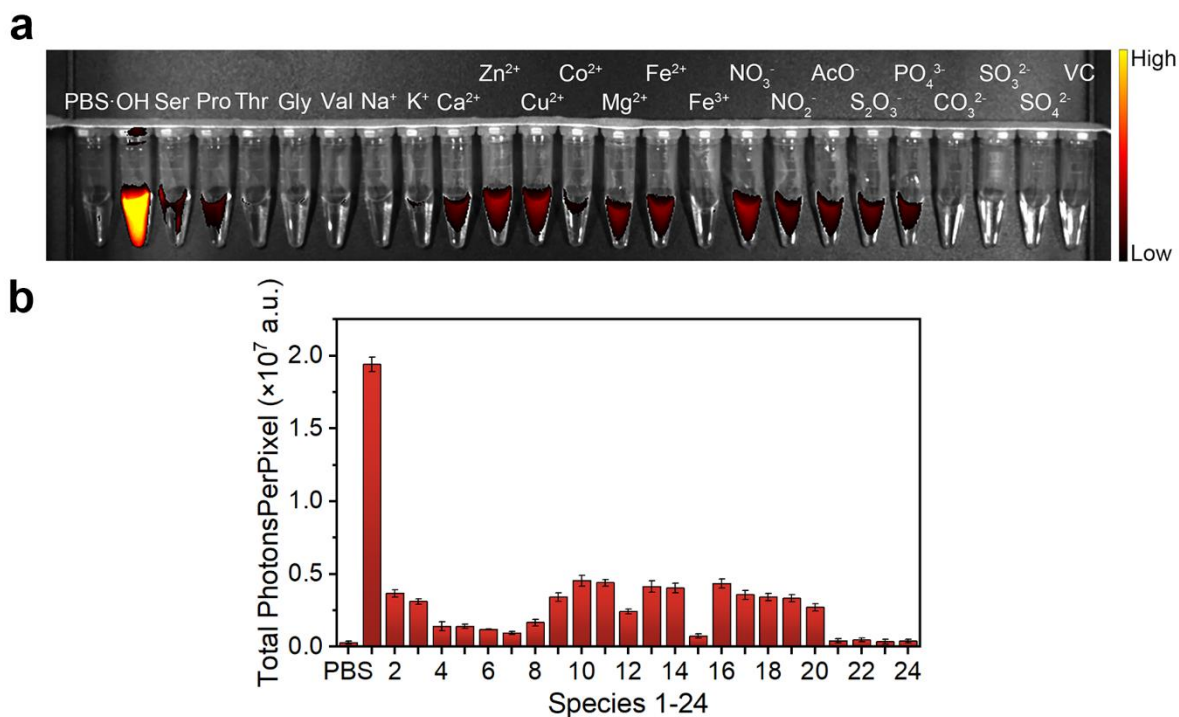 a
High
Zn²⁺ Co²⁺ Fe²⁺ NO₃⁻ AcO⁻ PO₄³⁻ SO₃²⁻ VC
PBS ·OH Ser Pro Thr Gly Val Na⁺ K⁺ Ca²⁺ Cu²⁺ Mg²⁺ Fe³⁺ NO₂⁻ S₂O₃⁻ CO₃²⁻ SO₄²⁻
Low
b
Total PhotonsPerPixel (×10⁷ a.u.)
2.0
1.5
1.0
0.5
0.0
PBS 2 4 6 8 10 12 14 16 18 20 22 24
Species 1-24